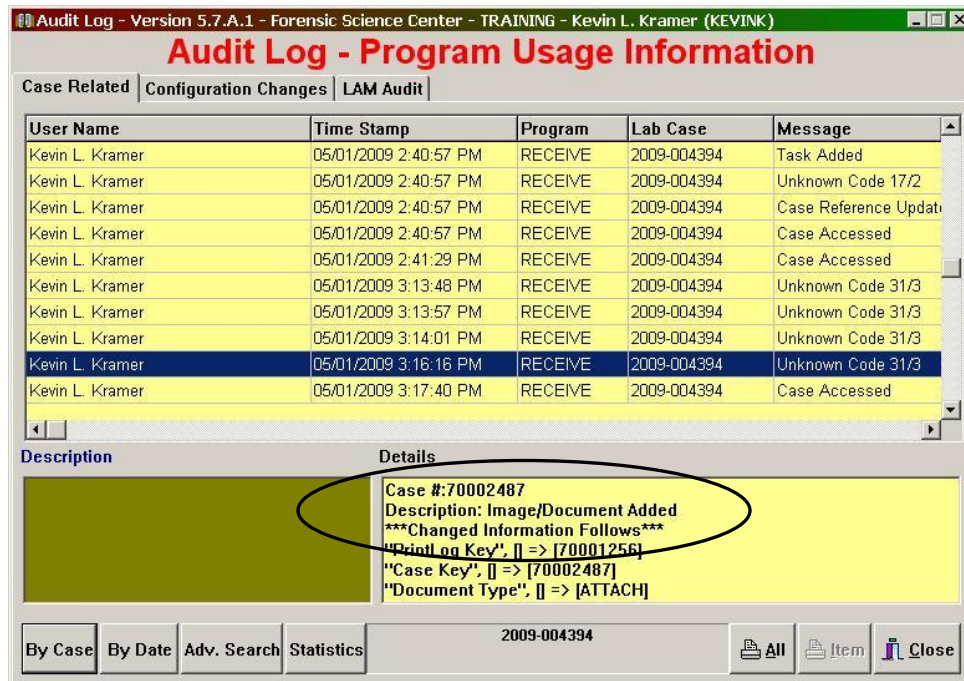 Audit Log - Version 5.7.A.1 - Forensic Science Center - TRAINING - Kevin L. Kramer (KEVINK)
Audit Log - Program Usage Information
Case Related Configuration Changes LAM Audit
User Name Time Stamp Program Lab Case Message
Kevin L. Kramer 05/01/2009 2:40:57 PM RECEIVE 2009-004394 Task Added
Kevin L. Kramer 05/01/2009 2:40:57 PM RECEIVE 2009-004394 Unknown Code 17/2
Kevin L. Kramer 05/01/2009 2:40:57 PM RECEIVE 2009-004394 Case Reference Updat
Kevin L. Kramer 05/01/2009 2:40:57 PM RECEIVE 2009-004394 Case Accessed
Kevin L. Kramer 05/01/2009 2:41:29 PM RECEIVE 2009-004394 Case Accessed
Kevin L. Kramer 05/01/2009 3:13:48 PM RECEIVE 2009-004394 Unknown Code 31/3
Kevin L. Kramer 05/01/2009 3:13:57 PM RECEIVE 2009-004394 Unknown Code 31/3
Kevin L. Kramer 05/01/2009 3:14:01 PM RECEIVE 2009-004394 Unknown Code 31/3
Kevin L. Kramer 05/01/2009 3:16:16 PM RECEIVE 2009-004394 Unknown Code 31/3
Kevin L. Kramer 05/01/2009 3:17:40 PM RECEIVE 2009-004394 Case Accessed
Description Details
Case #:70002487
Description: Image/Document Added
***Changed Information Follows***
"PrintLog Key", [] => [70001256]
"Case Key", [] => [70002487]
"Document Type", [] => [ATTACH]
By Case By Date Adv. Search Statistics 2009-004394 All Item Close